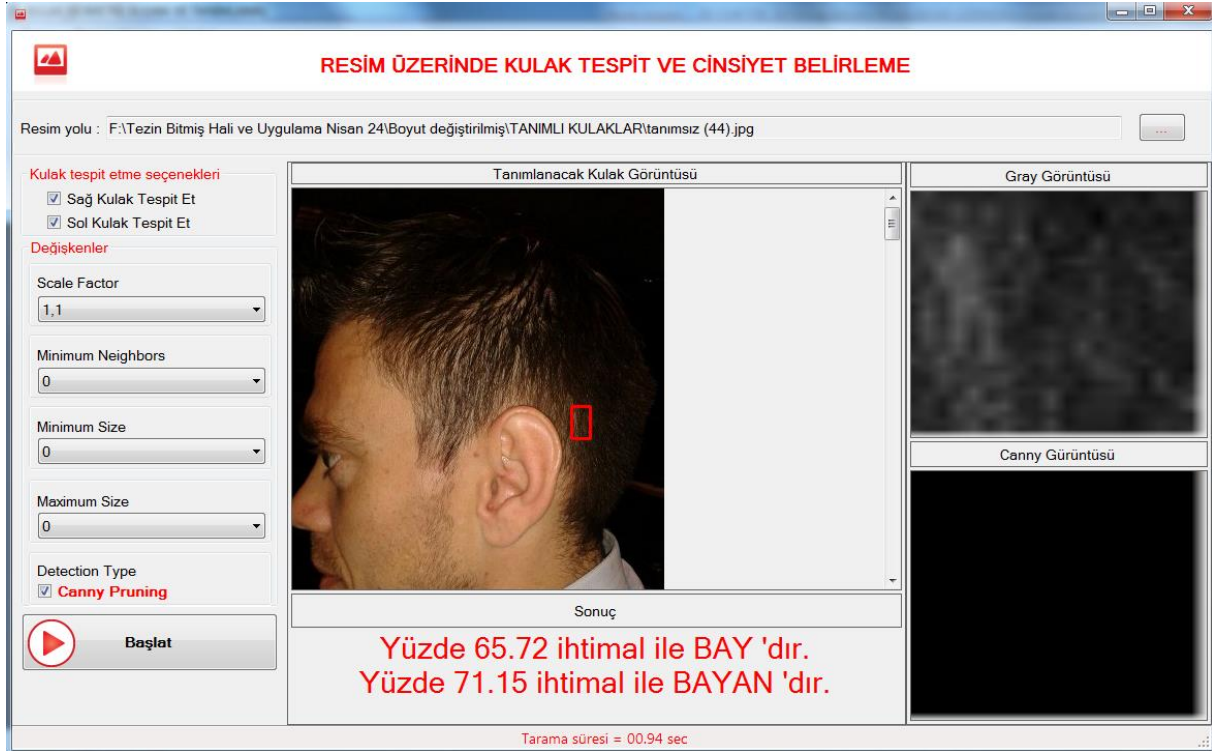 RESİM ÜZERİNDE KULAK TESPİT VE CİNSİYET BELİRLEME
Resim yolu : F:\Tezin Bitmiş Hali ve Uygulama Nisan 24\Boyut değiştirilmiş\TANIMLI KULAKLAR\tanımsız (44).jpg
...
Kulak tespit etme seçenekleri
Sağ Kulak Tespit Et
Sol Kulak Tespit Et
Değişkenler
Scale Factor
1,1
Minimum Neighbors
0
Minimum Size
0
Maximum Size
0
Detection Type
Canny Pruning
Başlat
Tanımlanacak Kulak Görüntüsü
Sonuç
Yüzde 65.72 ihtimal ile BAY 'dır.
Yüzde 71.15 ihtimal ile BAYAN 'dır.
Gray Görüntüsü
Canny Gürüntüsü
Tarama süresi = 00.94 sec